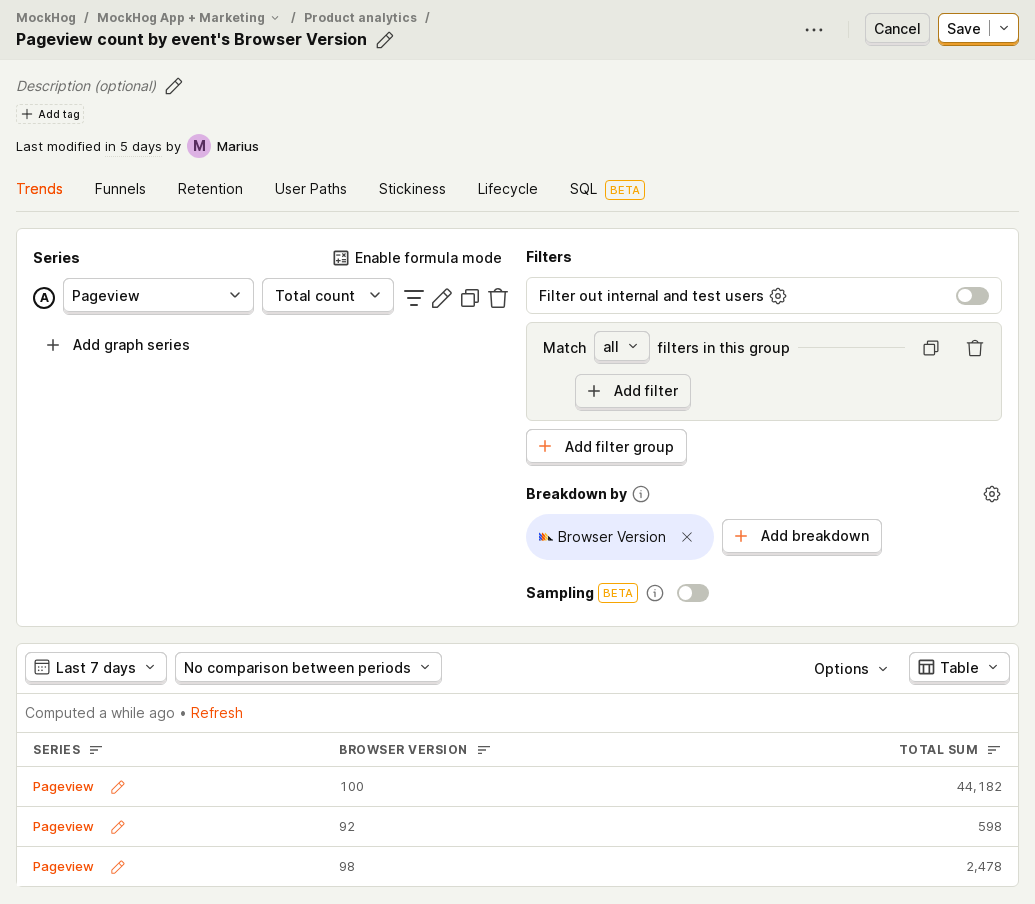 MockHog / MockHog App + Marketing / Product analytics /
Pageview count by event's Browser Version
Cancel
Save
Description (optional)
Add tag
Last modified in 5 days by M Marius
Trends Funnels Retention User Paths Stickiness Lifecycle SQL BETA
Series
Enable formula mode
A Pageview Total count
Add graph series
Filters
Filter out internal and test users
Match all filters in this group
Add filter
Add filter group
Breakdown by
Browser Version
Add breakdown
Sampling BETA
Last 7 days No comparison between periods Options Table
Computed a while ago • Refresh
SERIES BROWSER VERSION TOTAL SUM
Pageview 100 44,182
Pageview 92 598
Pageview 98 2,478